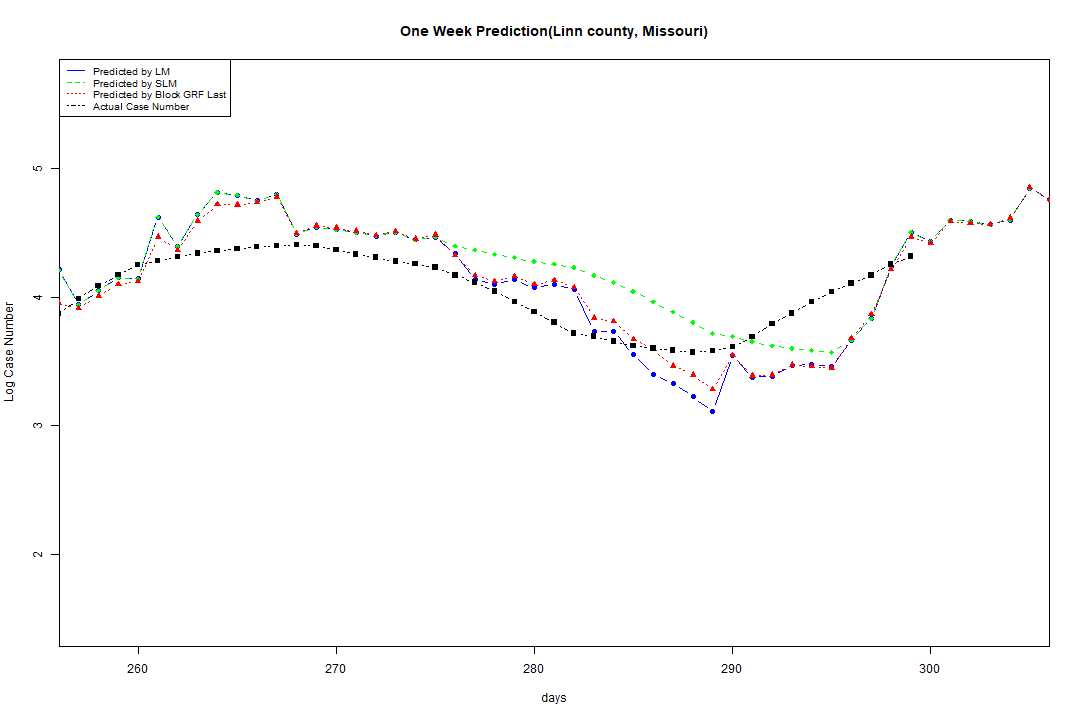 One Week Prediction(Linn county, Missouri)
Predicted by LM
Predicted by SLM
Predicted by Block GRF Last
Actual Case Number
5
4
3
2
Log Case Number
260 270 280 290 300
days